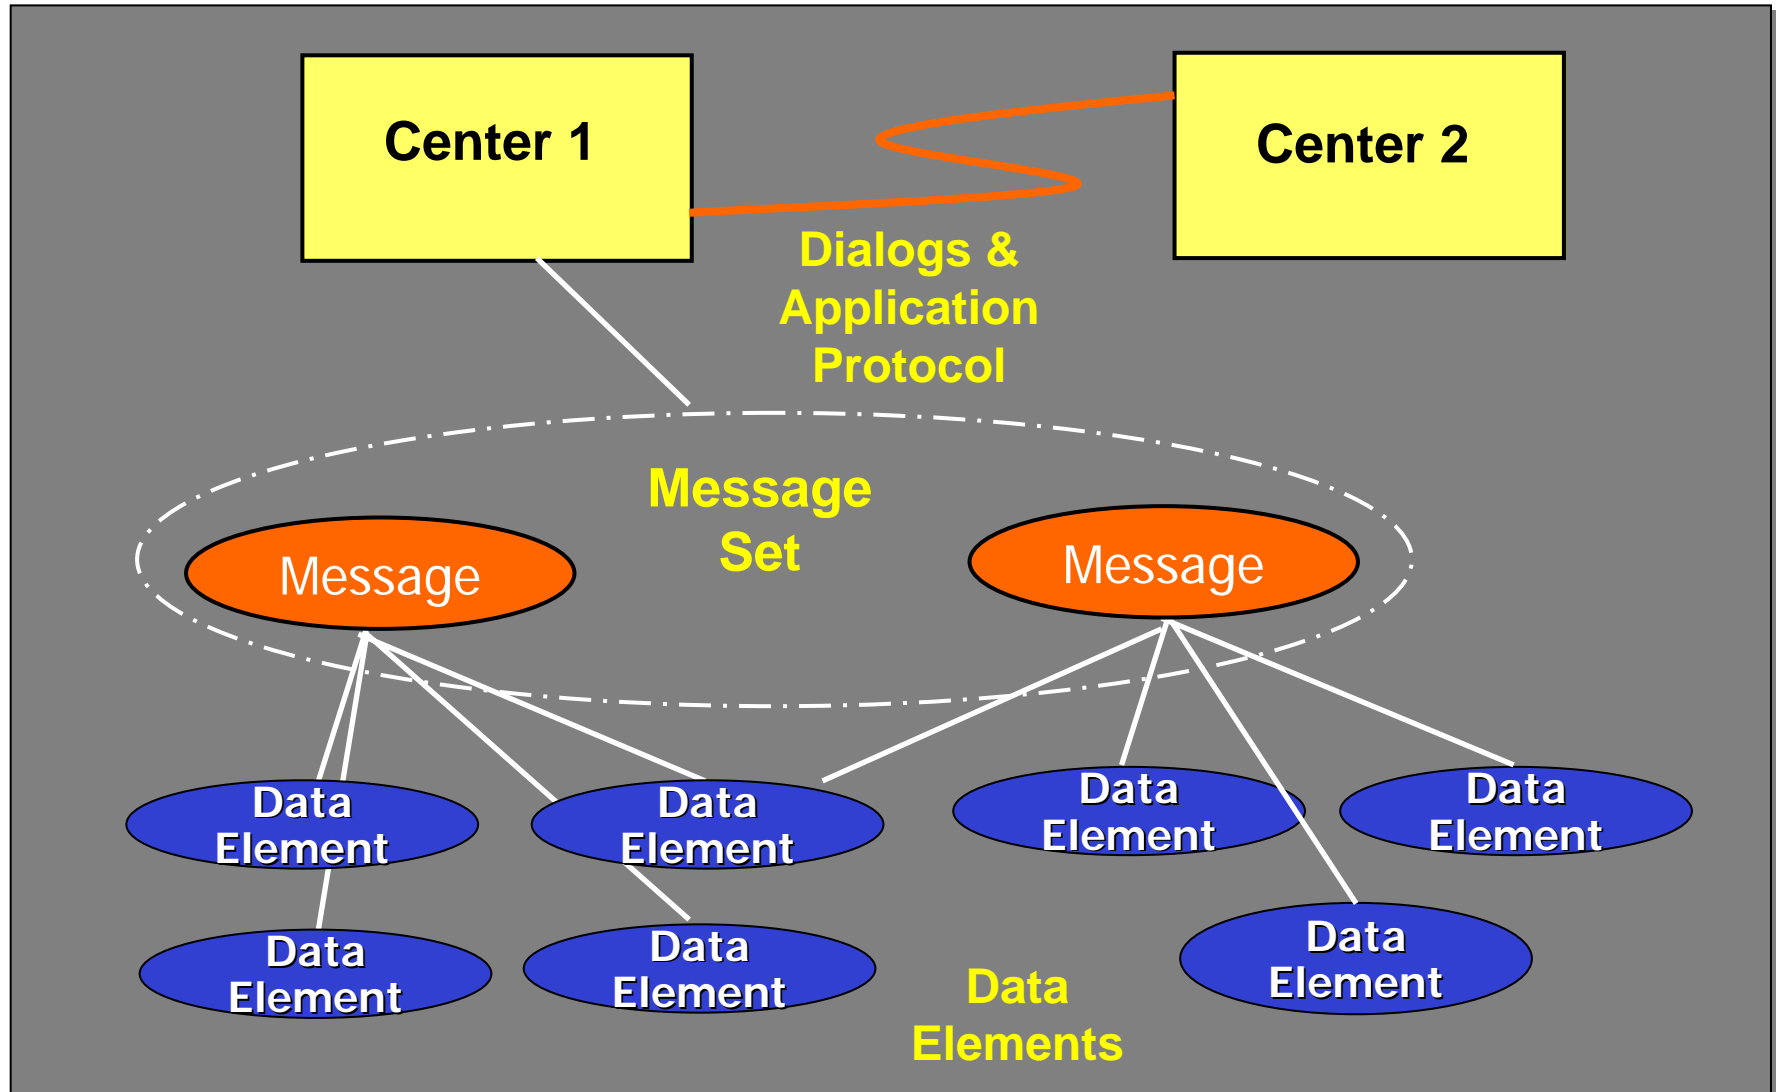 Center 1
Center 2
Dialogs &
Application
Protocol
Message
Set
Message
Message
Data
Element
Data
Element
Data
Element
Data
Element
Data
Element
Data
Element
Data
Element
Data
Elements